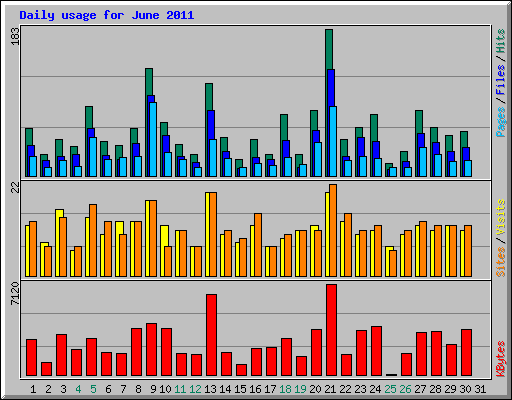 Daily usage for June 2011
183
Pages / Files / Hits
22
Sites / Visits
7120
KBytes
1 2 3 4 5 6 7 8 9 10 11 12 13 14 15 16 17 18 19 20 21 22 23 24 25 26 27 28 29 30 31